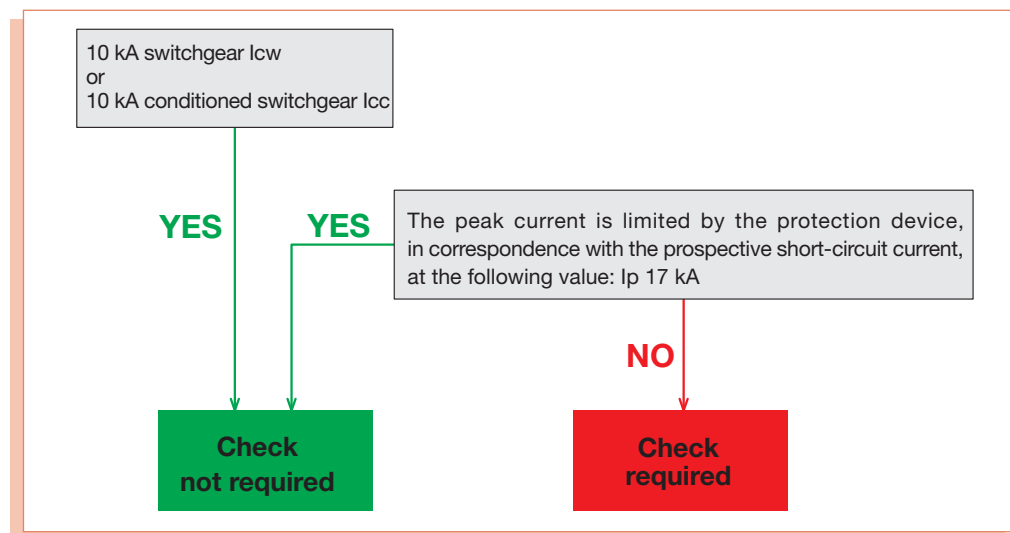 10 kA switchgear Icw
or
10 kA conditioned switchgear Icc
YES
YES
The peak current is limited by the protection device,
in correspondence with the prospective short-circuit current,
at the following value: Ip 17 kA
NO
Check
not required
Check
required